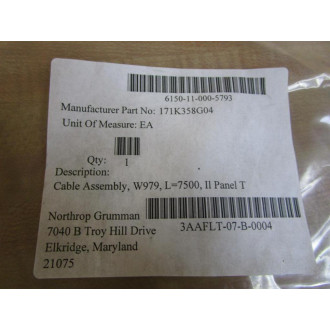 6150-11-000-5793
Manufacturer Part No: 171K358G04
Unit Of Measure: EA
Qty:
1
Description:
Cable Assembly, W979, L=7500, II Panel T
Northrop Grumman
7040 B Troy Hill Drive
Elkridge, Maryland
21075
3AAFLT-07-B-0004